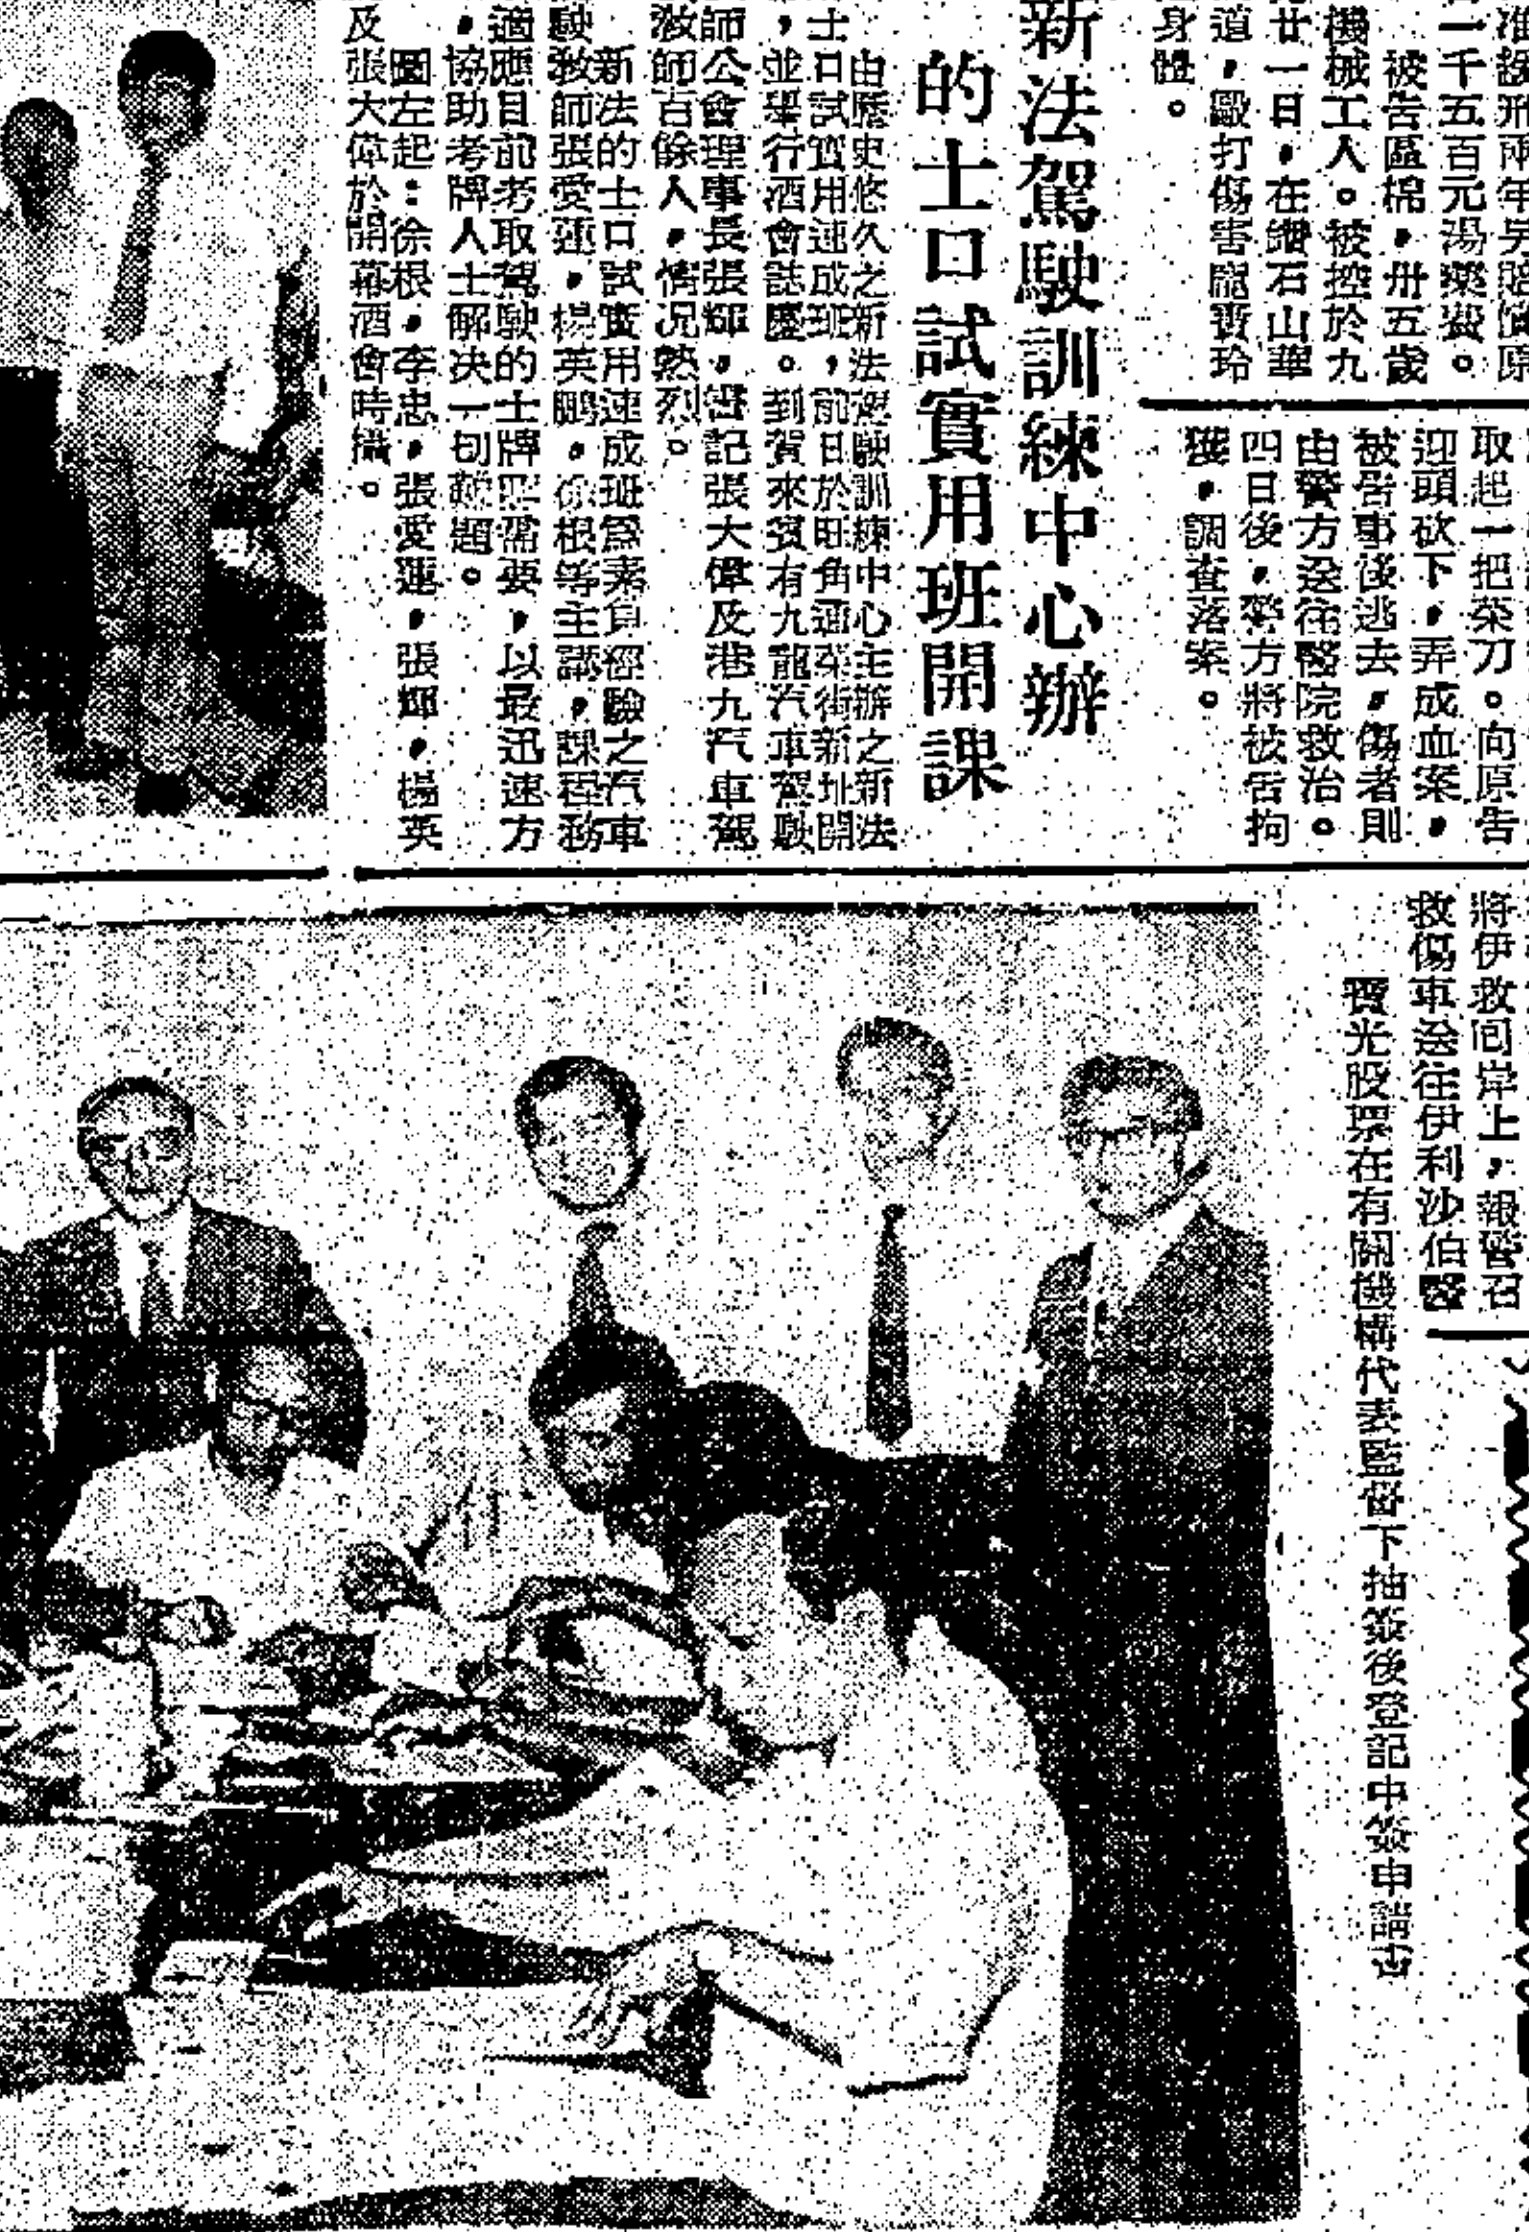 一千五百元湯藥費。
被告區棉，卅五歲
機械工人。被控於九
廿一日，在鑽石山華
道，毆打傷害龐寶玲
身體。
取起一把菜刀。向原告
迎頭砍下，弄成血案，
被告事後逃去，傷者則
由警方送往醫院救治。
四日後，警方將被告拘
獲，調查落案。
新法駕駛訓練中心辦
的士口試實用班開課
由歷史悠久之新法駕駛訓練中心主辦之新法
士口試實用速成班，前日於旺角通菜街新址開
，並舉行酒會誌慶。到賀來賓有九龍汽車駕駛
師公會理事長張輝，書記張大偉及港九汽車駕
教師百餘人，情況熱烈。
新法的士口試實用速成班為素負經驗之汽車
駛教師張愛蓮，楊英鵬，徐根等主講，課程務
適應目前考取駕駛的士牌照需要，以最迅速方
，協助考牌人士解決一切難題。
圖左起：徐根，李忠，張愛蓮，張輝，楊英
及張大偉於開幕酒會時攝。
將伊救回岸上，報警召
救傷車送往伊利沙伯醫
寶光股票在有關機構代表監督下抽簽後登記中簽申請